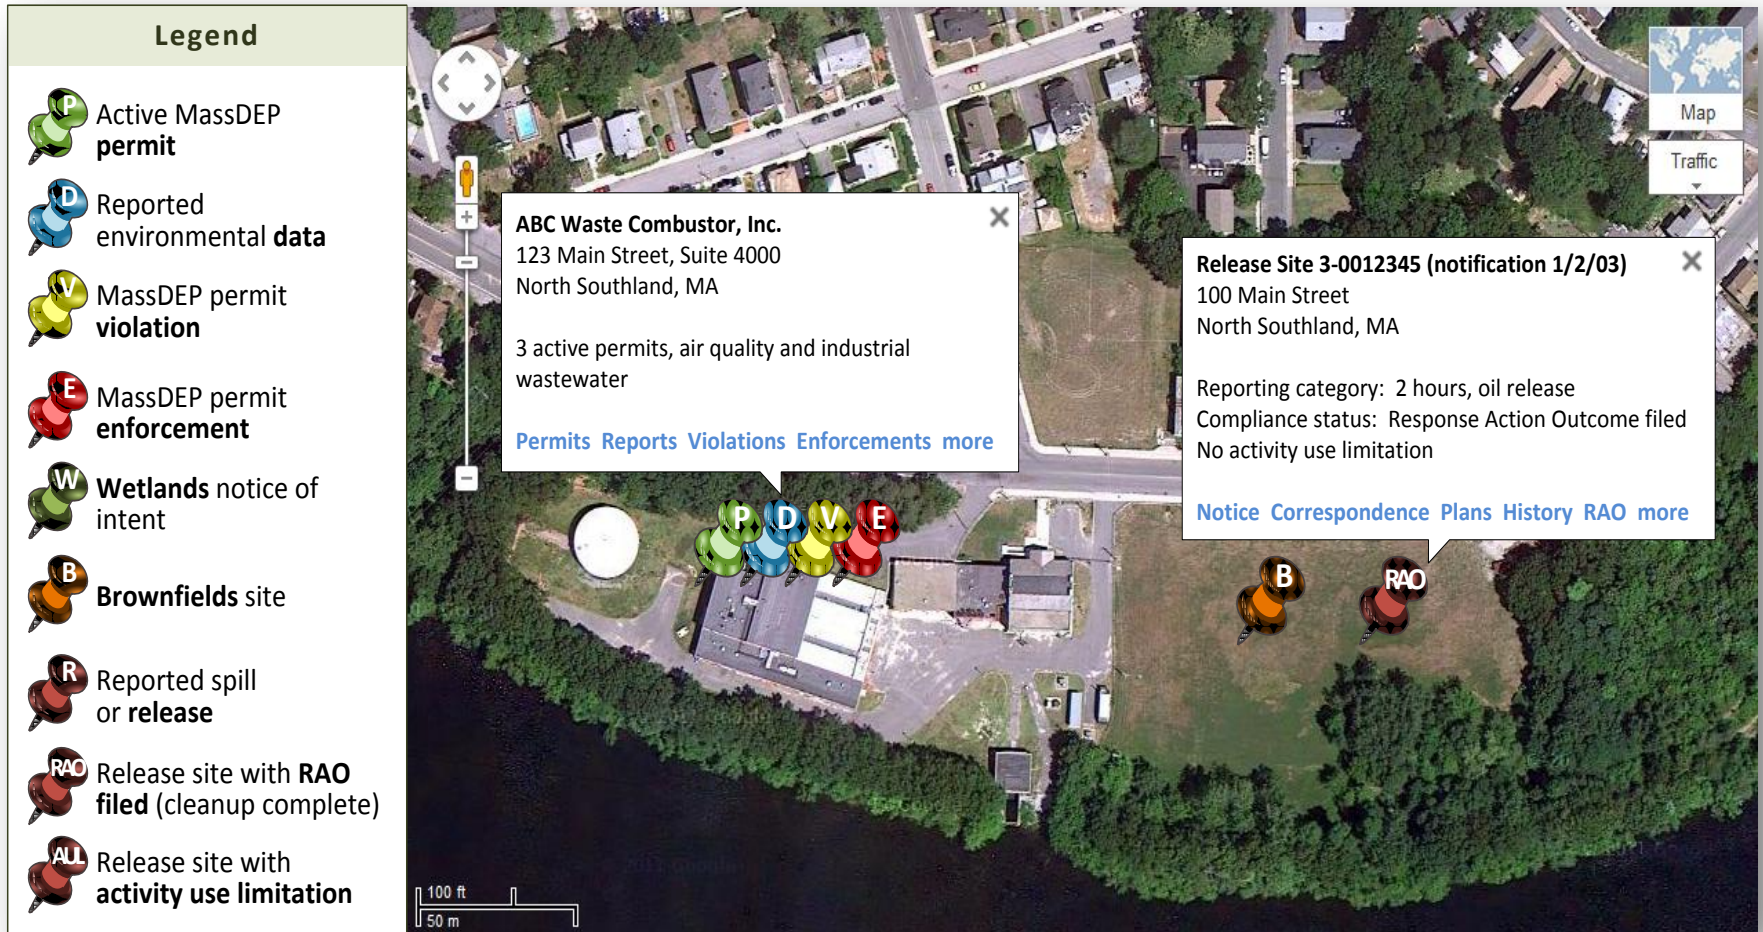 Legend
P
Active MassDEP
permit
D
Reported
environmental data
V
MassDEP permit
violation
E
MassDEP permit
enforcement
W
Wetlands notice of
intent
B
Brownfields site
R
Reported spill
or release
RAO
Release site with RAO
filed (cleanup complete)
AUL
Release site with
activity use limitation
Map
Traffic
ABC Waste Combustor, Inc.
123 Main Street, Suite 4000
North Southland, MA
3 active permits, air quality and industrial
wastewater
Permits Reports Violations Enforcements more
Release Site 3-0012345 (notification 1/2/03)
100 Main Street
North Southland, MA
Reporting category: 2 hours, oil release
Compliance status: Response Action Outcome filed
No activity use limitation
Notice Correspondence Plans History RAO more
P D V E
B
RAO
100 ft
50 m